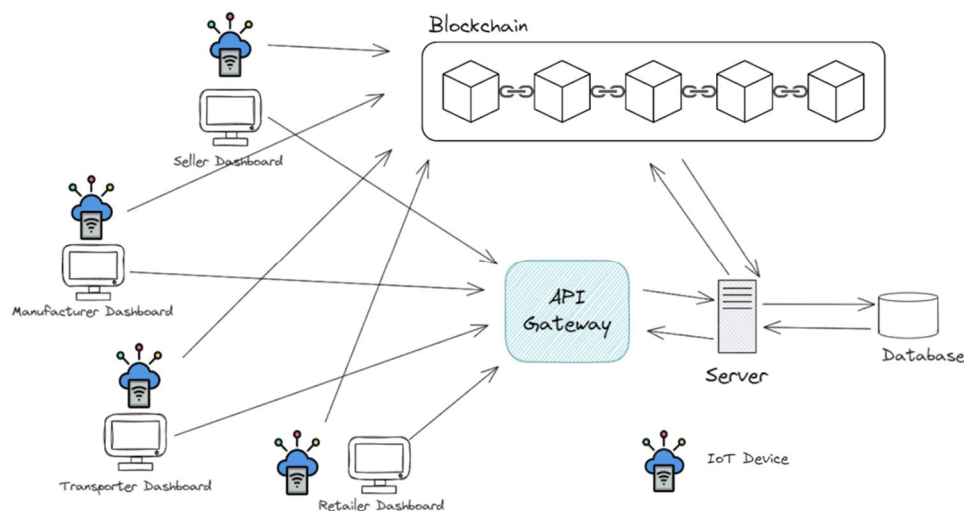 Blockchain
Seller Dashboard
Manufacturer Dashboard
API
Gateway
Server
Database
Transporter Dashboard
Retailer Dashboard
IoT Device